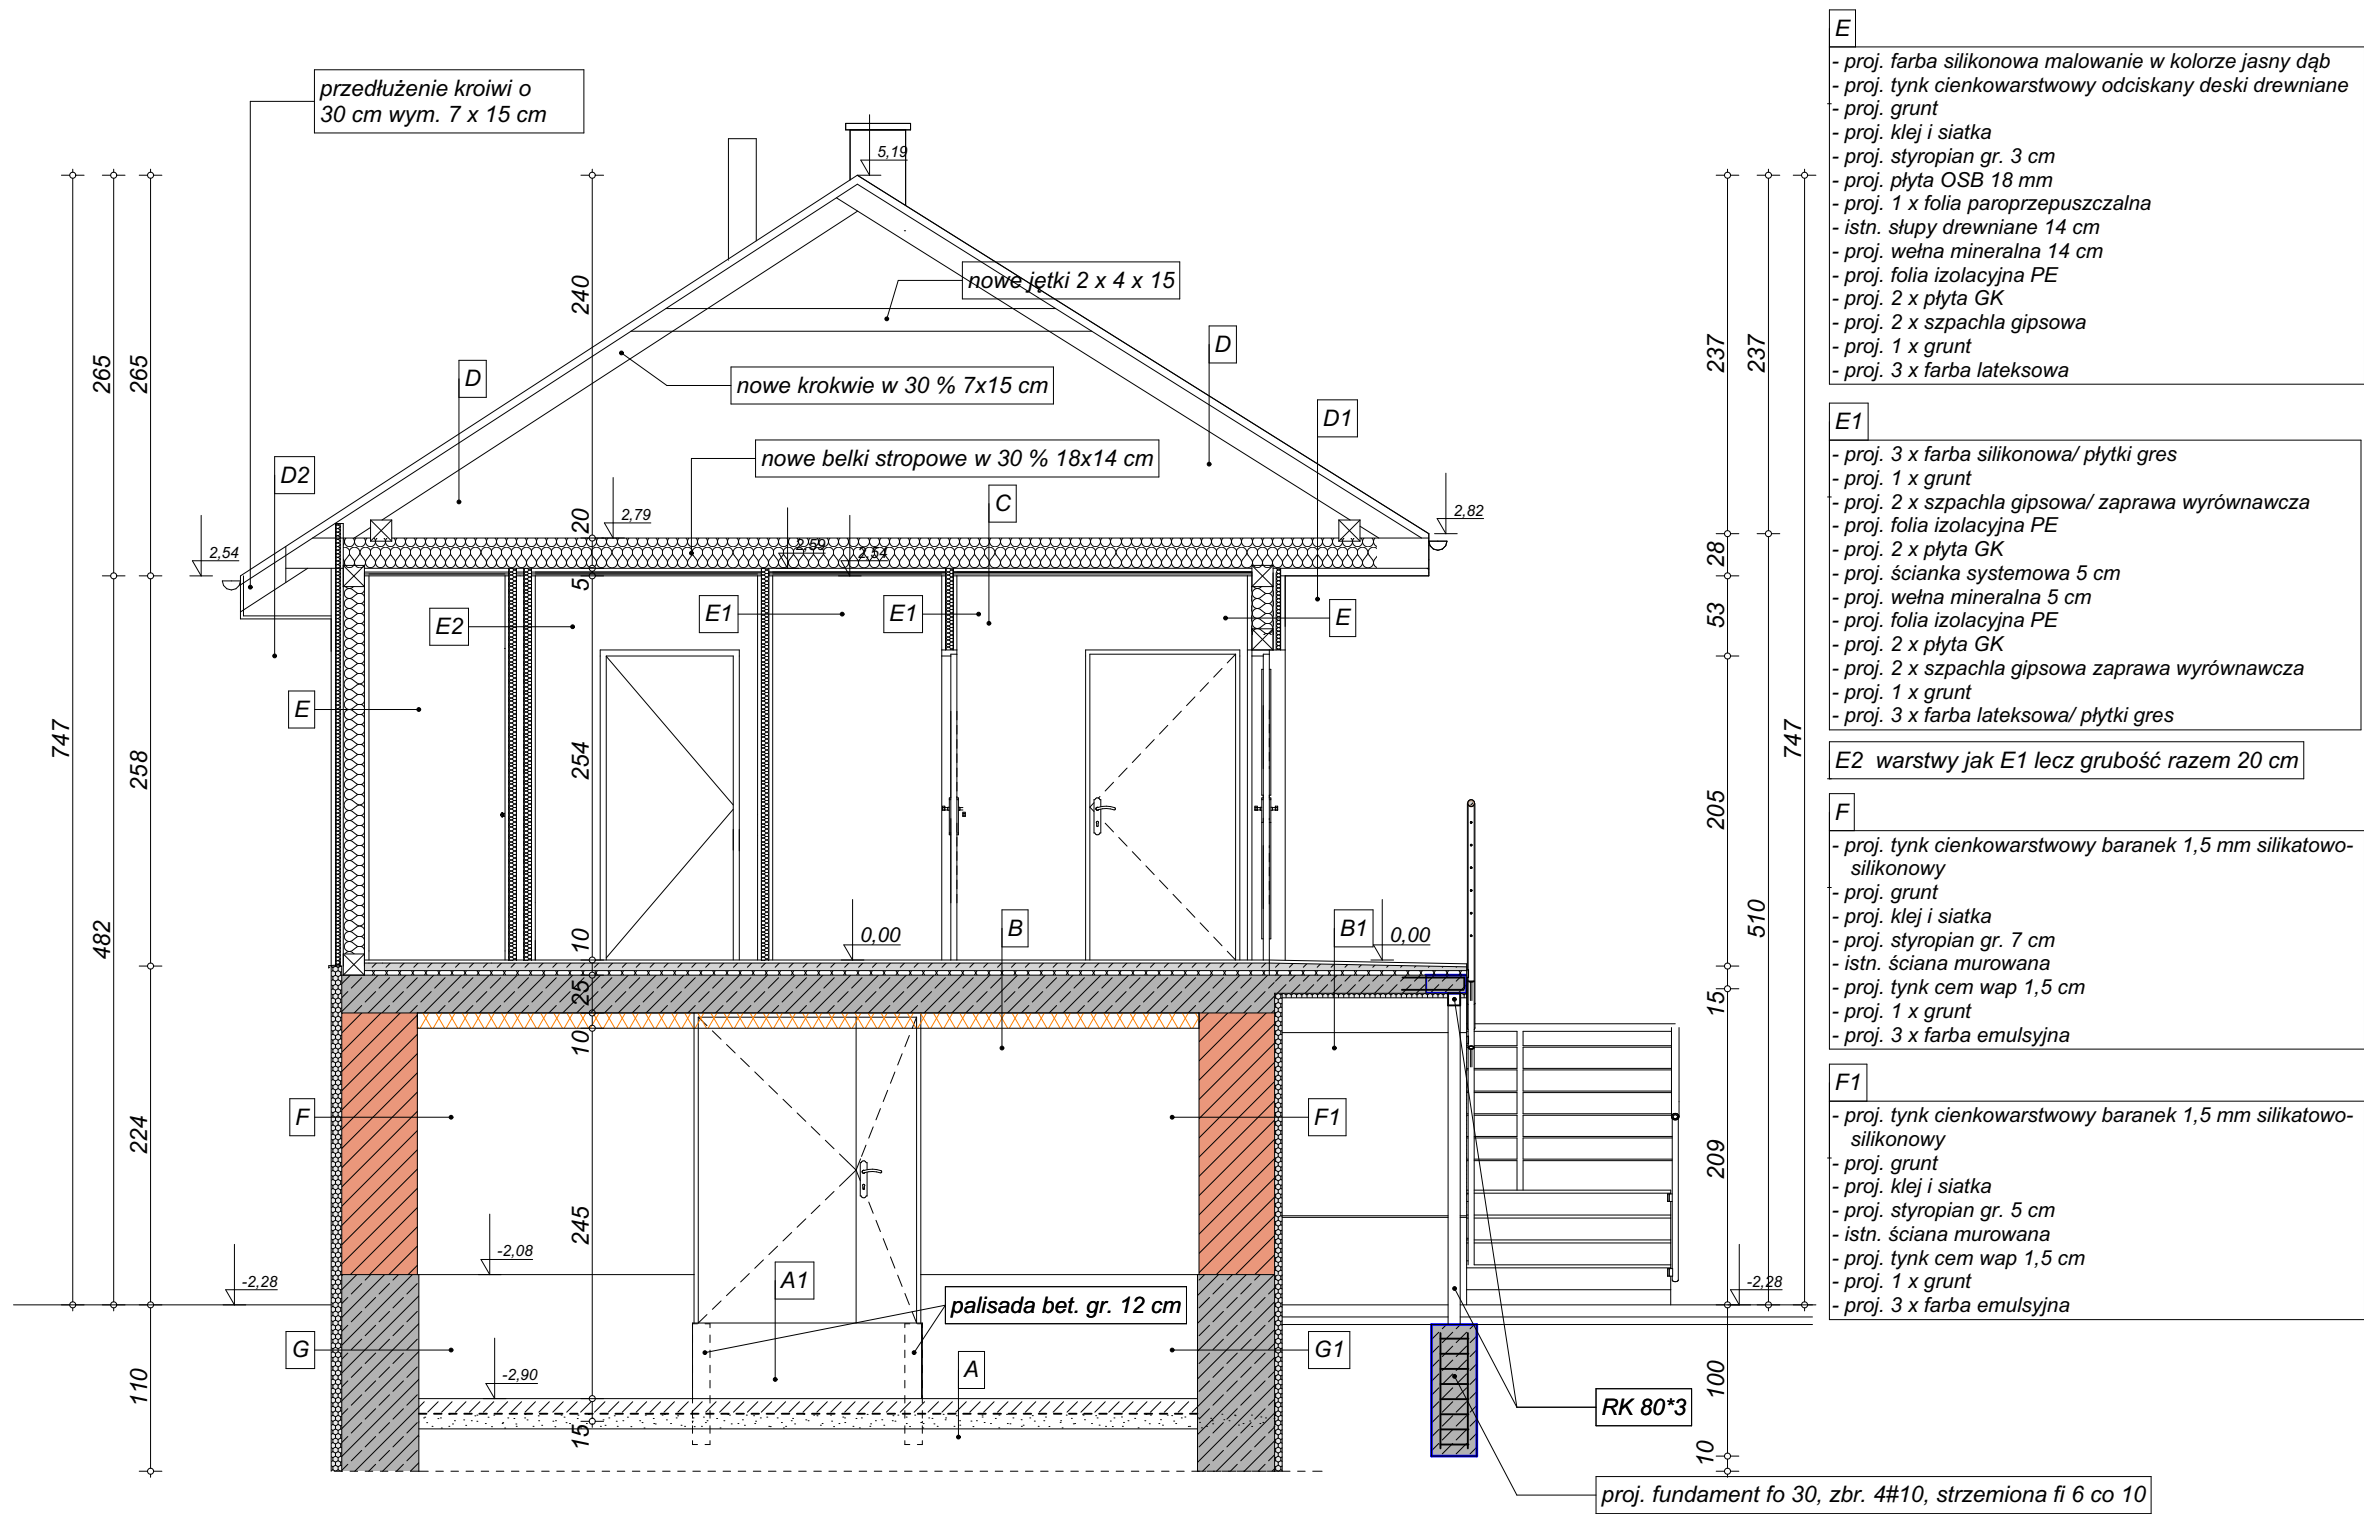 przedłużenie kroiwi o
30 cm wym. 7 x 15 cm
5,19
nowe jętki 2 x 4 x 15
D
D
nowe krokwie w 30 % 7x15 cm
D1
nowe belki stropowe w 30 % 18x14 cm
D2
C
2,79
2,82
2,54
2,59
2,54
E2
E1
E1
E
E
0,00
B
B1
0,00
F
F1
-2,08
-2,28
A1
-2,28
palisada bet. gr. 12 cm
G
G1
-2,90
A
RK 80*3
proj. fundament fo 30, zbr. 4#10, strzemiona fi 6 co 10
747
265
482
265
258
224
110
240
20
5
254
10
25
10
245
15
237
28
53
205
15
209
100
10
237
510
747
E
- proj. farba silikonowa malowanie w kolorze jasny dąb
- proj. tynk cienkowarstwowy odciskany deski drewniane
- proj. grunt
- proj. klej i siatka
- proj. styropian gr. 3 cm
- proj. płyta OSB 18 mm
- proj. 1 x folia paroprzepuszczalna
- istn. słupy drewniane 14 cm
- proj. wełna mineralna 14 cm
- proj. folia izolacyjna PE
- proj. 2 x płyta GK
- proj. 2 x szpachla gipsowa
- proj. 1 x grunt
- proj. 3 x farba lateksowa
E1
- proj. 3 x farba silikonowa/ płytki gres
- proj. 1 x grunt
- proj. 2 x szpachla gipsowa/ zaprawa wyrównawcza
- proj. folia izolacyjna PE
- proj. 2 x płyta GK
- proj. ścianka systemowa 5 cm
- proj. wełna mineralna 5 cm
- proj. folia izolacyjna PE
- proj. 2 x płyta GK
- proj. 2 x szpachla gipsowa zaprawa wyrównawcza
- proj. 1 x grunt
- proj. 3 x farba lateksowa/ płytki gres
E2 warstwy jak E1 lecz grubość razem 20 cm
F
- proj. tynk cienkowarstwowy baranek 1,5 mm silikatowo-
silikonowy
- proj. grunt
- proj. klej i siatka
- proj. styropian gr. 7 cm
- istn. ściana murowana
- proj. tynk cem wap 1,5 cm
- proj. 1 x grunt
- proj. 3 x farba emulsyjna
F1
- proj. tynk cienkowarstwowy baranek 1,5 mm silikatowo-
silikonowy
- proj. grunt
- proj. klej i siatka
- proj. styropian gr. 5 cm
- istn. ściana murowana
- proj. tynk cem wap 1,5 cm
- proj. 1 x grunt
- proj. 3 x farba emulsyjna